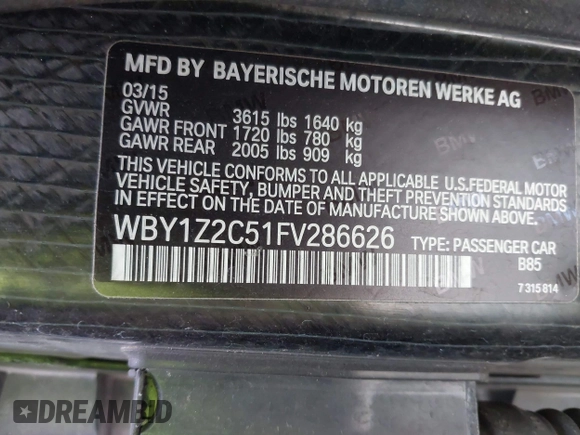 MFD BY BAYERISCHE MOTOREN WERKE AG
03/15
GVWR 3615 lbs 1640 kg
GAWR FRONT 1720 lbs 780 kg
GAWR REAR 2005 lbs 909 kg
THIS VEHICLE CONFORMS TO ALL APPLICABLE U.S.FEDERAL MOTOR
VEHICLE SAFETY, BUMPER AND THEFT PREVENTION STANDARDS
IN EFFECT ON THE DATE OF MANUFACTURE SHOWN ABOVE.
WBY1Z2C51FV286626 TYPE: PASSENGER CAR
B85
7 315 814
DREAMBID